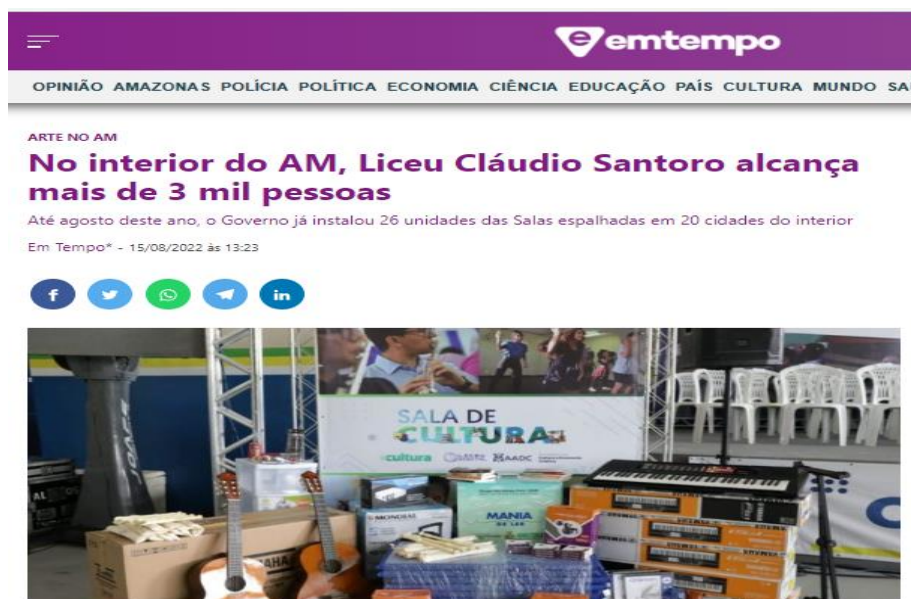 emtempo
OPINIÃO AMAZONAS POLÍCIA POLÍTICA ECONOMIA CIÊNCIA EDUCAÇÃO PAÍS CULTURA MUNDO SA
ARTE NO AM
No interior do AM, Liceu Cláudio Santoro alcança
mais de 3 mil pessoas
Até agosto deste ano, o Governo já instalou 26 unidades das Salas espalhadas em 20 cidades do interior
Em Tempo* - 15/08/2022 às 13:23
SALA DE
CULTURA
cultura AADC
MONDIAL
MANIA
DE LER